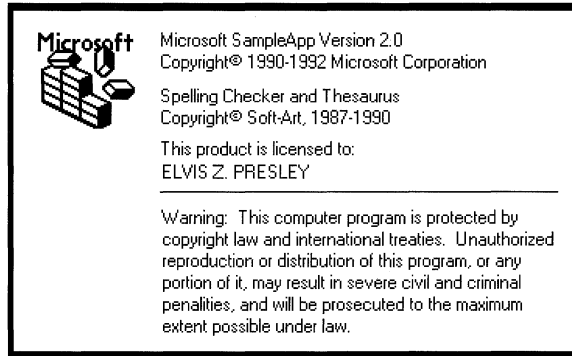 Microsoft
Microsoft SampleApp Version 2.0
Copyright© 1990-1992 Microsoft Corporation
Spelling Checker and Thesaurus
Copyright© Soft-Art, 1987-1990
This product is licensed to:
ELVIS Z. PRESLEY
Warning:  This computer program is protected by
copyright law and international treaties.  Unauthorized
reproduction or distribution of this program, or any
portion of it, may result in severe civil and criminal
penalities, and will be prosecuted to the maximum
extent possible under law.